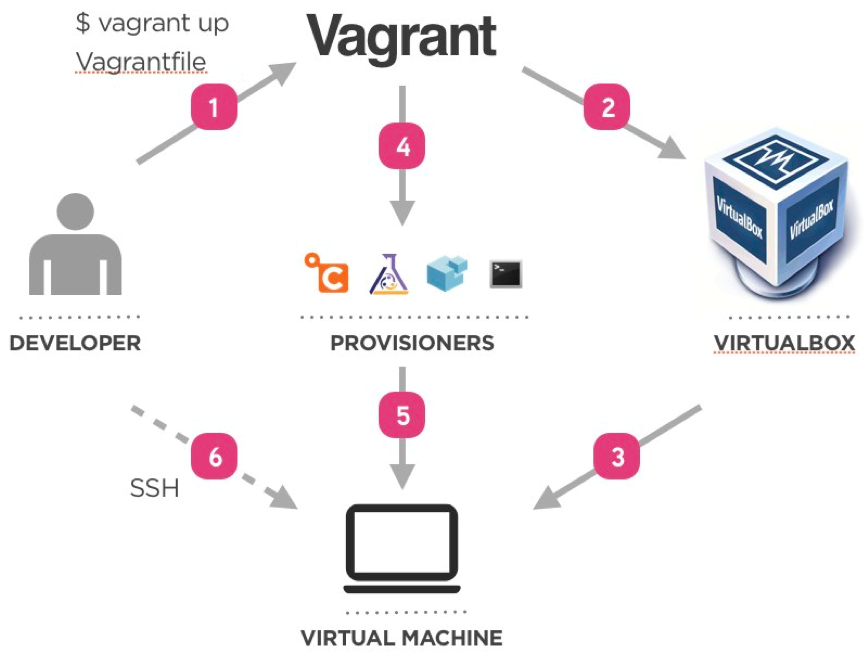 $ vagrant up
Vagrantfile
Vagrant
1
2
4
VirtualBox
VirtualBox
C
>_
DEVELOPER
PROVISIONERS
VIRTUALBOX
5
6
3
SSH
VIRTUAL MACHINE